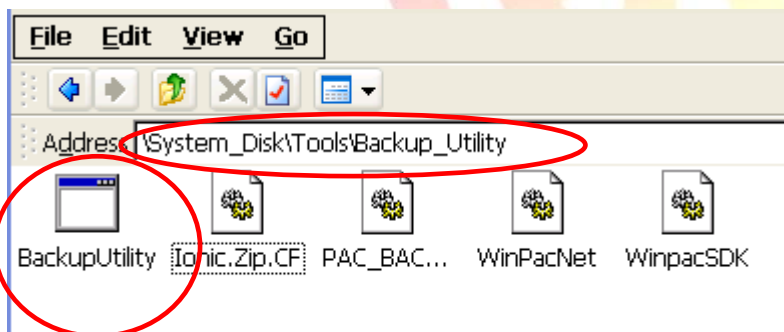 File Edit View Go
Address \System_Disk\Tools\Backup_Utility
BackupUtility Ionic.Zip.CF PAC_BAC... WinPacNet WinpacSDK